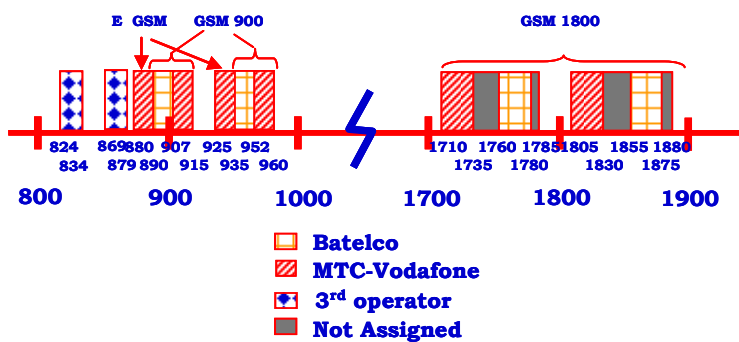 E GSM GSM 900 GSM 1800
824 869 880 907 925 952 1710 1760 1785 1805 1855 1880
834 879 890 915 935 960 1735 1780 1830 1875
800 900 1000 1700 1800 1900
Batelco
MTC-Vodafone
3rd operator
Not Assigned